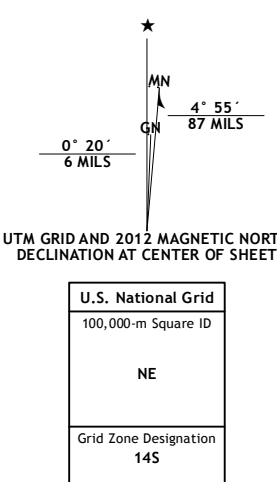 ★
MN
4° 55´
GN
87 MILS
0° 20´
6 MILS
UTM GRID AND 2012 MAGNETIC NORT
DECLINATION AT CENTER OF SHEET
U.S. National Grid
100,000-m Square ID
NE
Grid Zone Designation
14S